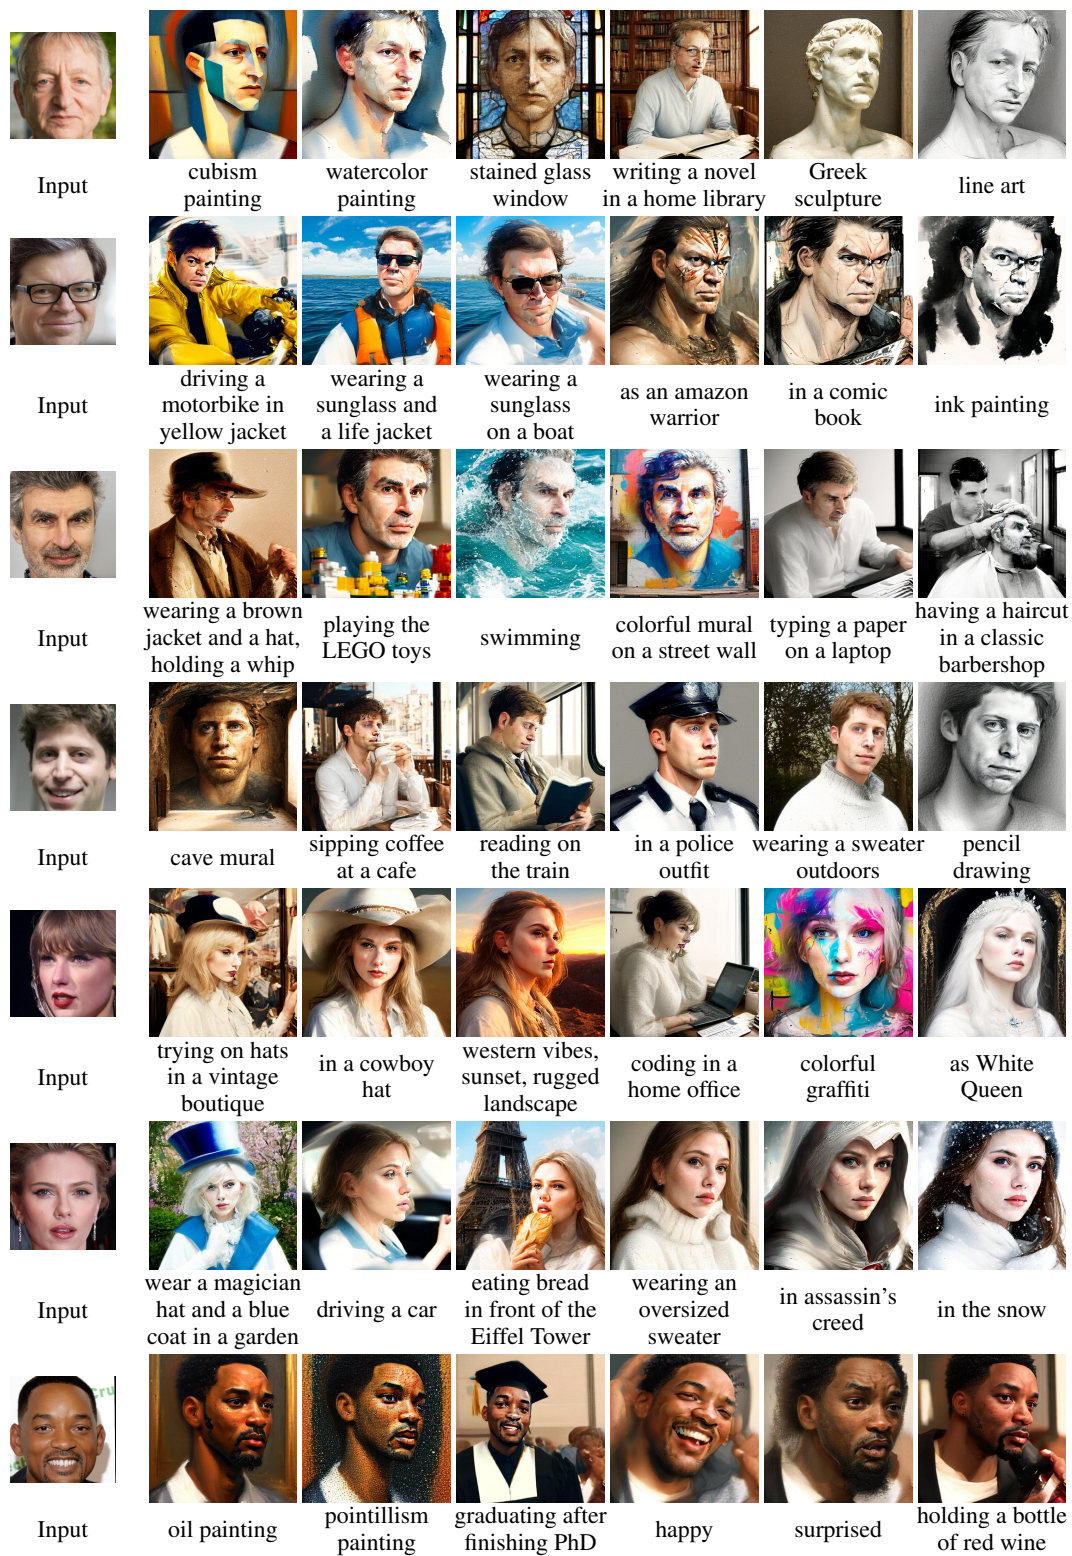 Input
cubism
painting
watercolor
painting
stained glass
window
writing a novel
in a home library
Greek
sculpture
line art
Input
driving a
motorbike in
yellow jacket
wearing a
sunglass and
a life jacket
wearing a
sunglass
on a boat
as an amazon
warrior
in a comic
book
ink painting
Input
wearing a brown
jacket and a hat,
holding a whip
playing the
LEGO toys
swimming
colorful mural
on a street wall
typing a paper
on a laptop
having a haircut
in a classic
barbershop
Input
cave mural
sipping coffee
at a cafe
reading on
the train
in a police
outfit
wearing a sweater
outdoors
pencil
drawing
Input
trying on hats
in a vintage
boutique
in a cowboy
hat
western vibes,
sunset, rugged
landscape
coding in a
home office
colorful
graffiti
as White
Queen
Input
wear a magician
hat and a blue
coat in a garden
driving a car
eating bread
in front of the
Eiffel Tower
wearing an
oversized
sweater
in assassin's
creed
in the snow
Input
oil painting
pointillism
painting
graduating after
finishing PhD
happy
surprised
holding a bottle
of red wine